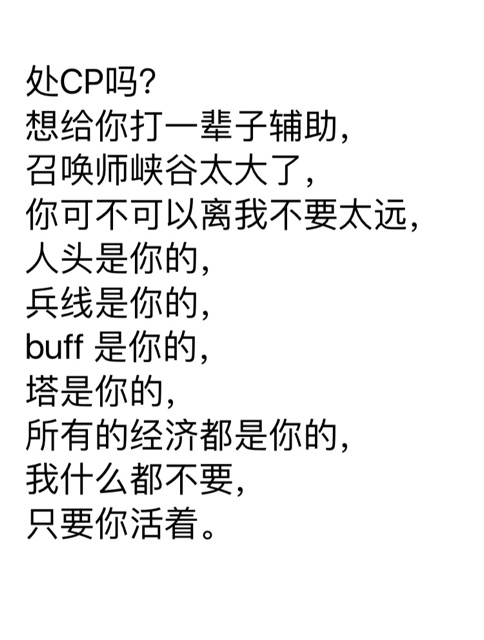 处CP吗？
想给你打一辈子辅助，
召唤师峡谷太大了，
你可不可以离我不要太远，
人头是你的，
兵线是你的，
buff 是你的，
塔是你的，
所有的经济都是你的，
我什么都不要，
只要你活着。